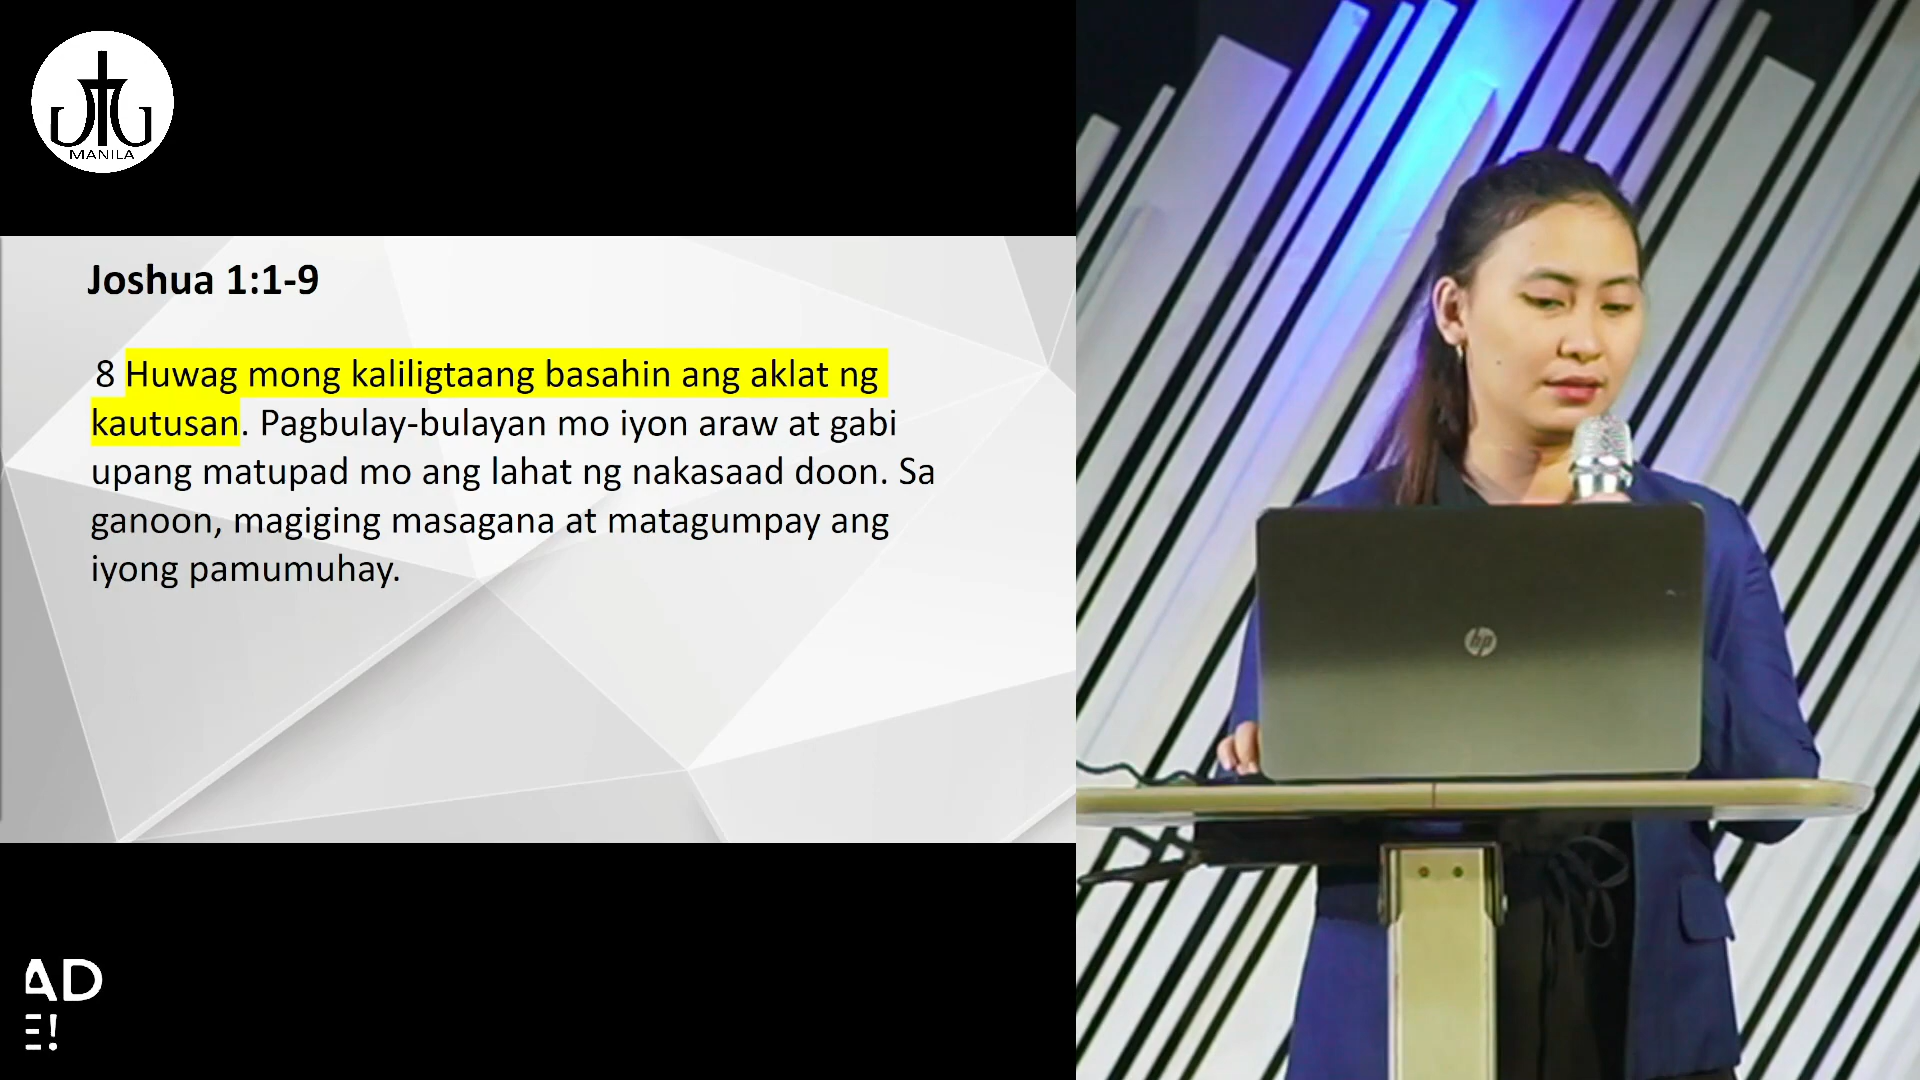 JTG
MANILA
Joshua 1:1-9
8 Huwag mong kaliligtaang basahin ang aklat ng
kautusan. Pagbulay-bulayan mo iyon araw at gabi
upang matupad mo ang lahat ng nakasaad doon. Sa
ganoon, magiging masagana at matagumpay ang
iyong pamumuhay.
hp
AD
E!